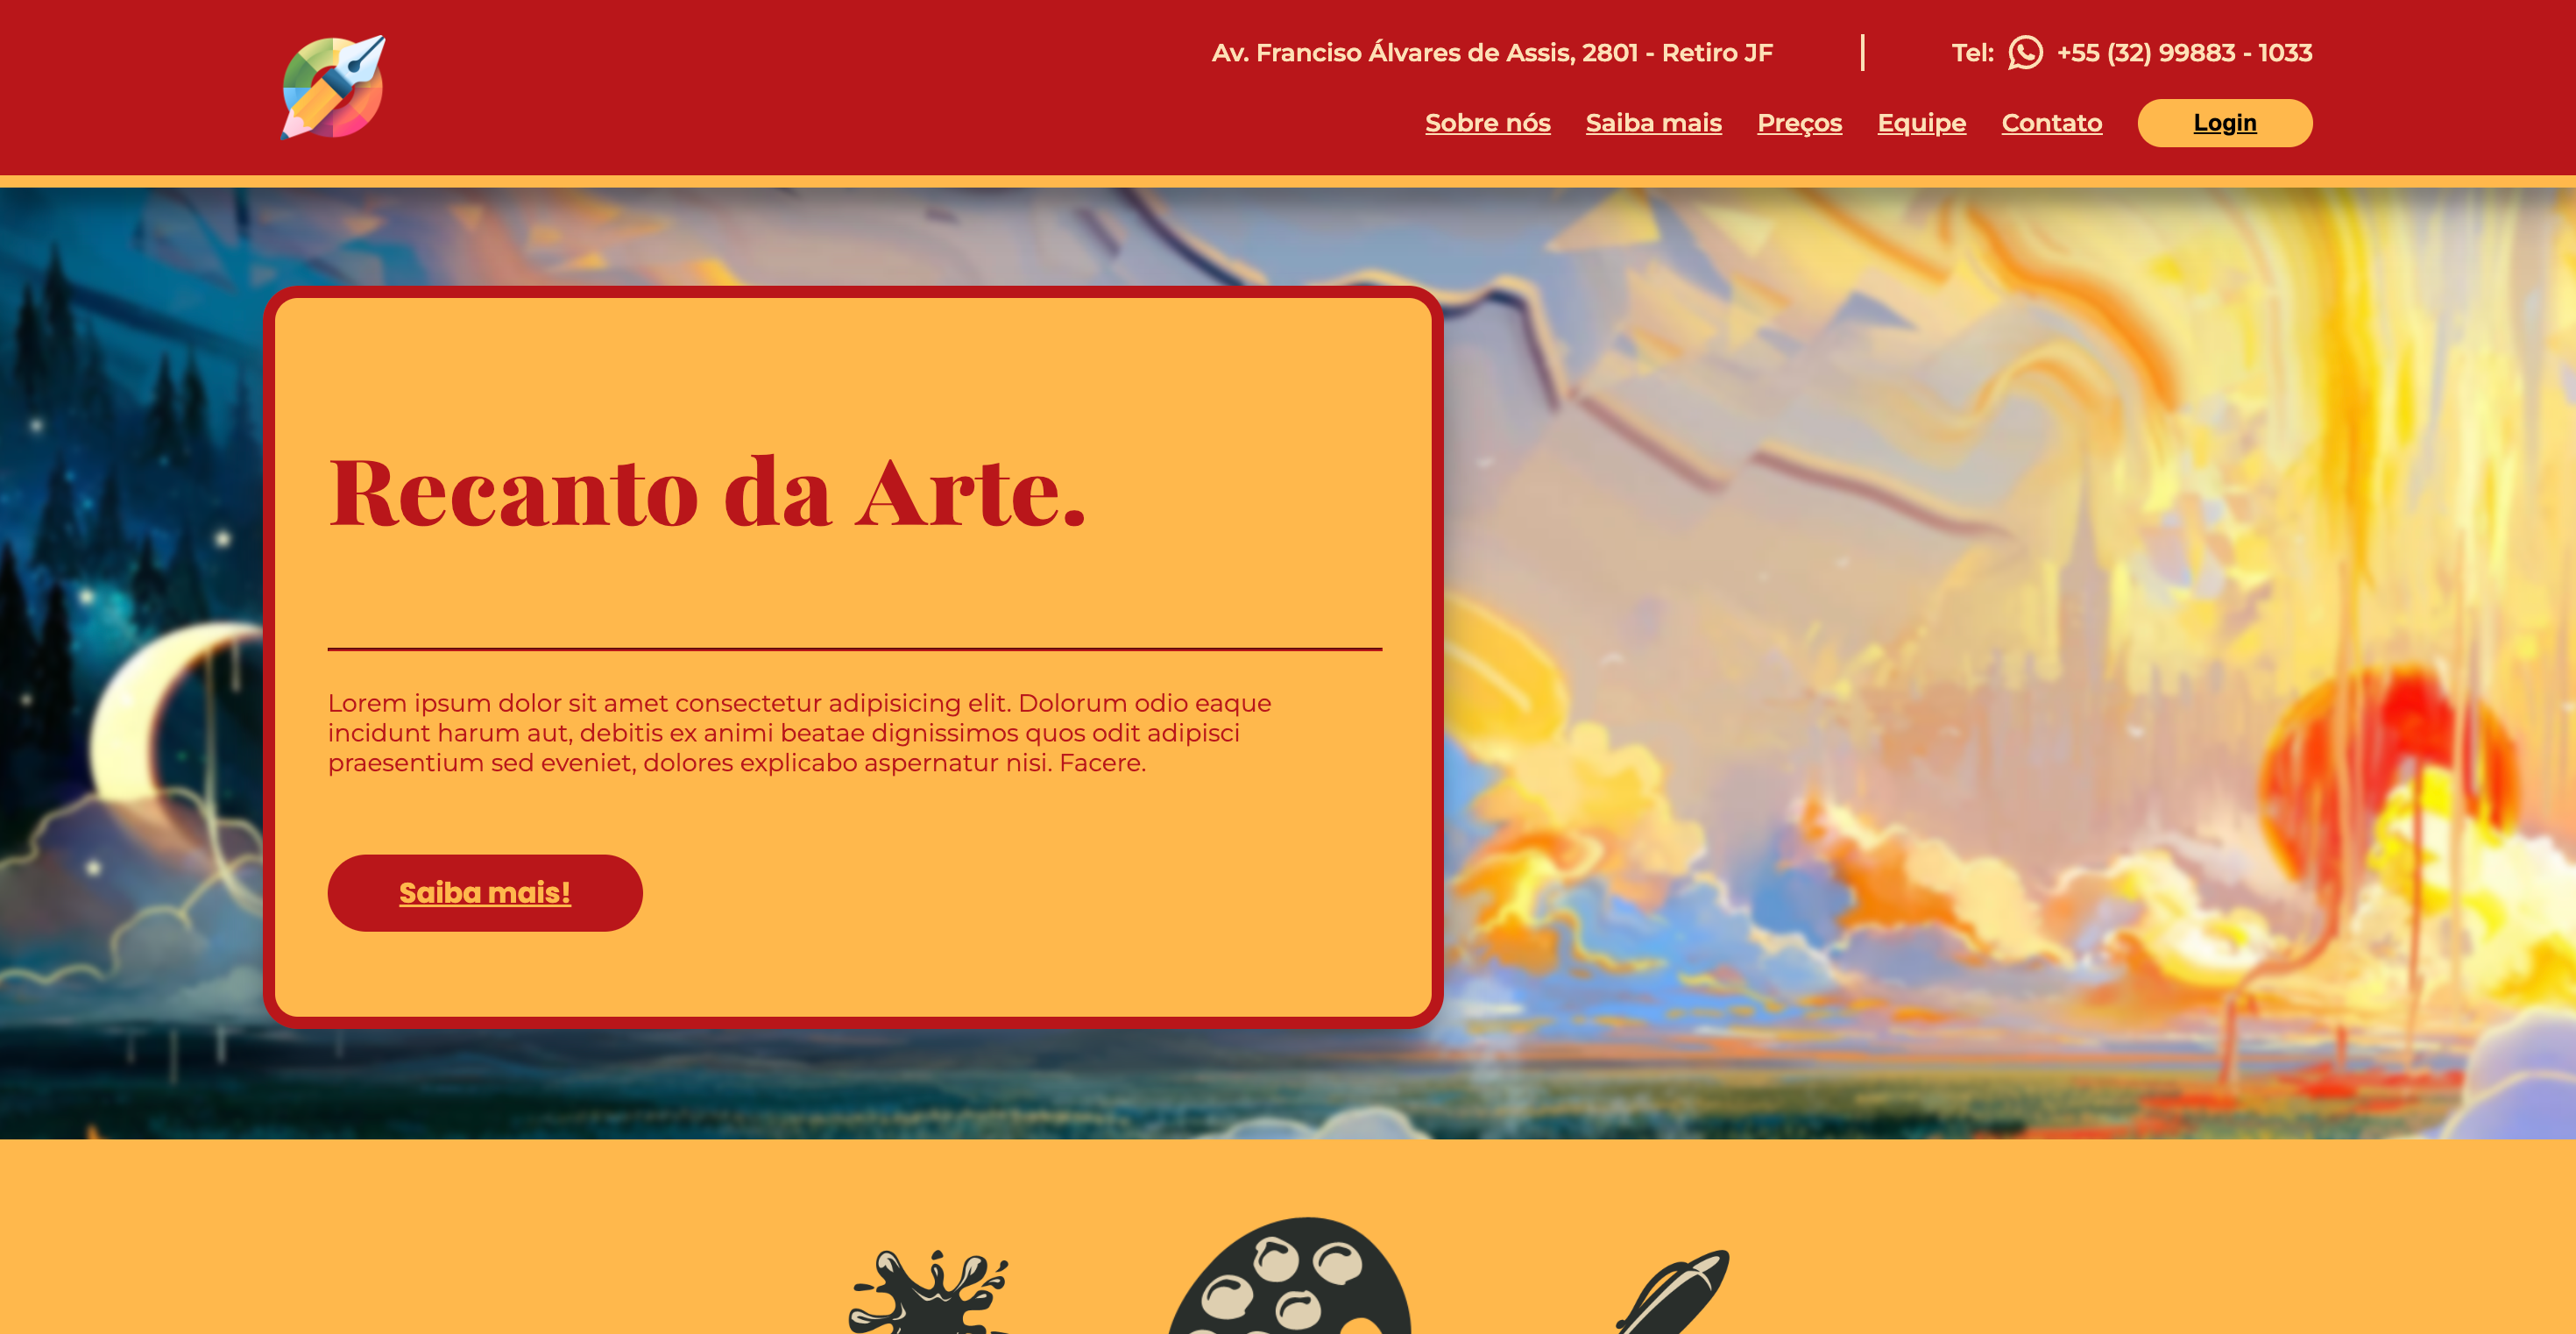 Av. Franciso Álvares de Assis, 2801 - Retiro JF
Tel: +55 (32) 99883 - 1033
Sobre nós Saiba mais Preços Equipe Contato Login
Recanto da Arte.
Lorem ipsum dolor sit amet consectetur adipisicing elit. Dolorum odio eaque
incidunt harum aut, debitis ex animi beatae dignissimos quos odit adipisci
praesentium sed eveniet, dolores explicabo aspernatur nisi. Facere.
Saiba mais!